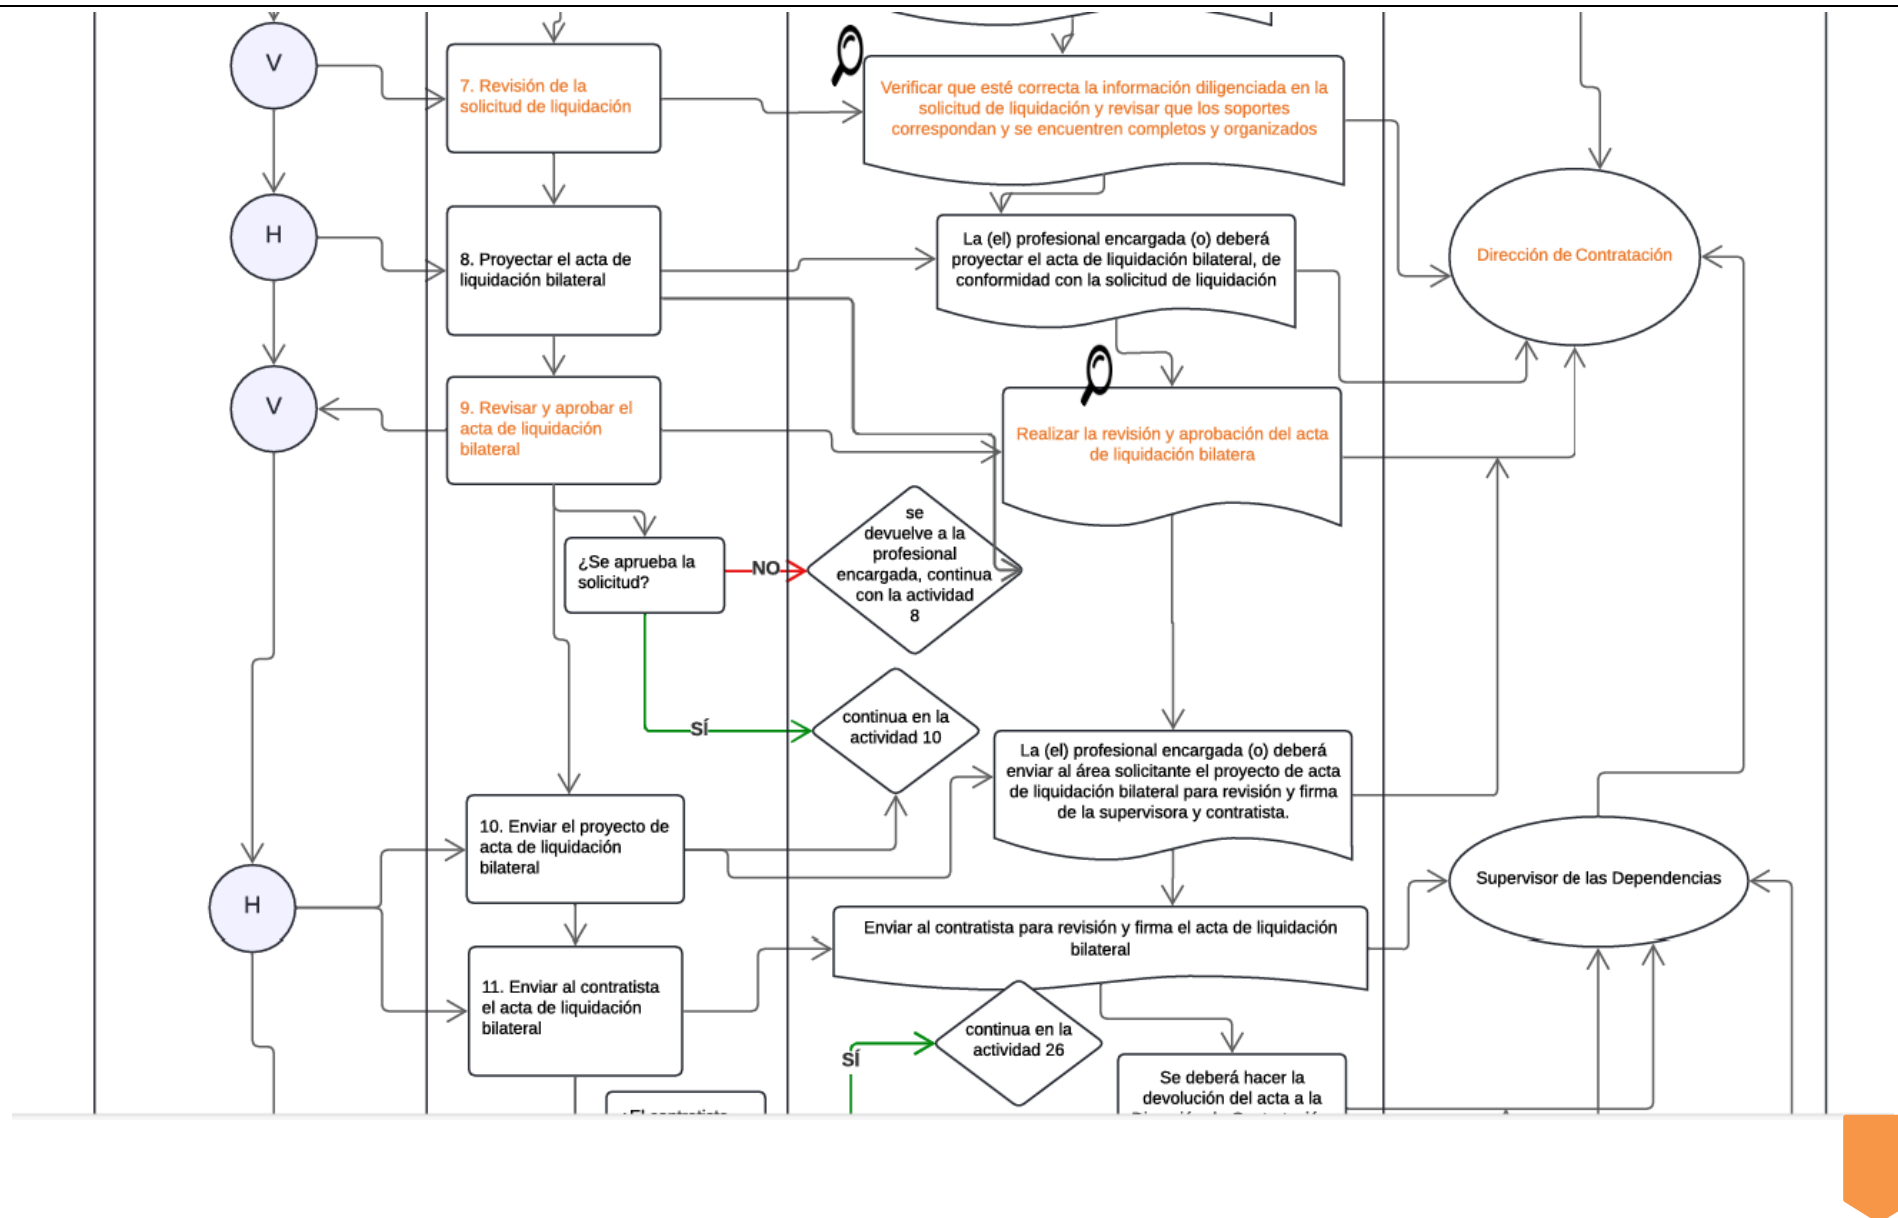 V
7. Revisión de la
solicitud de liquidación
Verificar que esté correcta la información diligenciada en la
solicitud de liquidación y revisar que los soportes
correspondan y se encuentren completos y organizados
H
8. Proyectar el acta de
liquidación bilateral
La (el) profesional encargada (o) deberá
proyectar el acta de liquidación bilateral, de
conformidad con la solicitud de liquidación
Dirección de Contratación
V
9. Revisar y aprobar el
acta de liquidación
bilateral
Realizar la revisión y aprobación del acta
de liquidación bilatera
¿Se aprueba la
solicitud?
NO
se
devuelve a la
profesional
encargada, continua
con la actividad
8
SÍ
continua en la
actividad 10
La (el) profesional encargada (o) deberá
enviar al área solicitante el proyecto de acta
de liquidación bilateral para revisión y firma
de la supervisora y contratista.
10. Enviar el proyecto de
acta de liquidación
bilateral
H
Supervisor de las Dependencias
Enviar al contratista para revisión y firma el acta de liquidación
bilateral
11. Enviar al contratista
el acta de liquidación
bilateral
SÍ
continua en la
actividad 26
Se deberá hacer la
devolución del acta a la